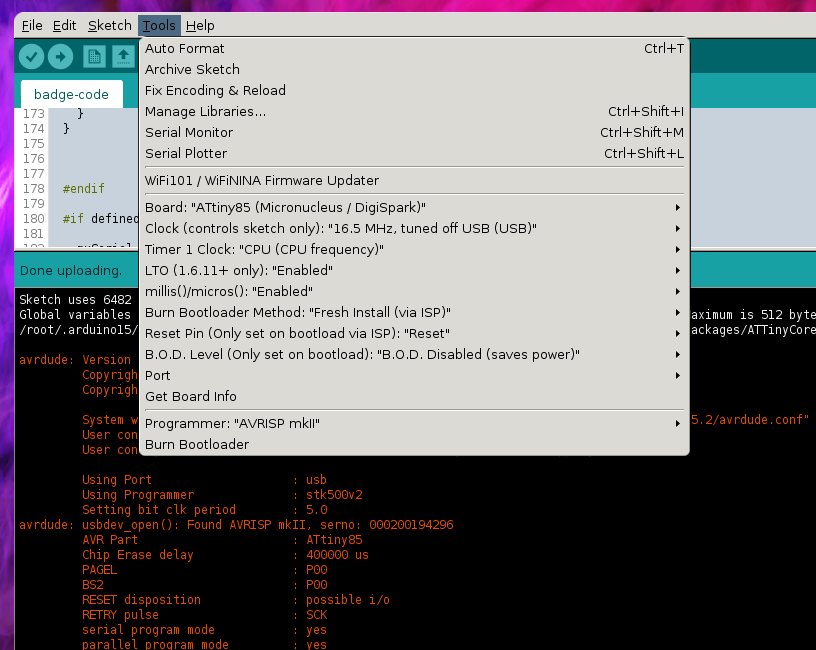 File Edit Sketch Tools Help
Auto Format Ctrl+T
Archive Sketch
Fix Encoding & Reload
Manage Libraries... Ctrl+Shift+I
Serial Monitor Ctrl+Shift+M
Serial Plotter Ctrl+Shift+L
WiFi101 / WiFiNINA Firmware Updater
Board: "ATtiny85 (Micronucleus / DigiSpark)"
Clock (controls sketch only): "16.5 MHz, tuned off USB (USB)"
Timer 1 Clock: "CPU (CPU frequency)"
LTO (1.6.11+ only): "Enabled"
millis()/micros(): "Enabled"
Burn Bootloader Method: "Fresh Install (via ISP)"
Reset Pin (Only set on bootload via ISP): "Reset"
B.O.D. Level (Only set on bootload): "B.O.D. Disabled (saves power)"
Port
Get Board Info
Programmer: "AVRISP mkII"
Burn Bootloader
badge-code
173 }
174 }
175
176
177
178 #endif
179
180 #if defined
181
Done uploading.
Sketch uses 6482
Global variables aximum is 512 byte
/root/.arduino15/ ackages/ATTinyCore
avrdude: Version
Copyrigh
Copyrigh
System w 5.2/avrdude.conf"
User con
User con
Using Port : usb
Using Programmer : stk500v2
Setting bit clk period : 5.0
avrdude: usbdev_open(): Found AVRISP mkII, serno: 000200194296
AVR Part : ATtiny85
Chip Erase delay : 400000 us
PAGEL : P00
BS2 : P00
RESET disposition : possible i/o
RETRY pulse : SCK
serial program mode : yes
parallel program mode : yes